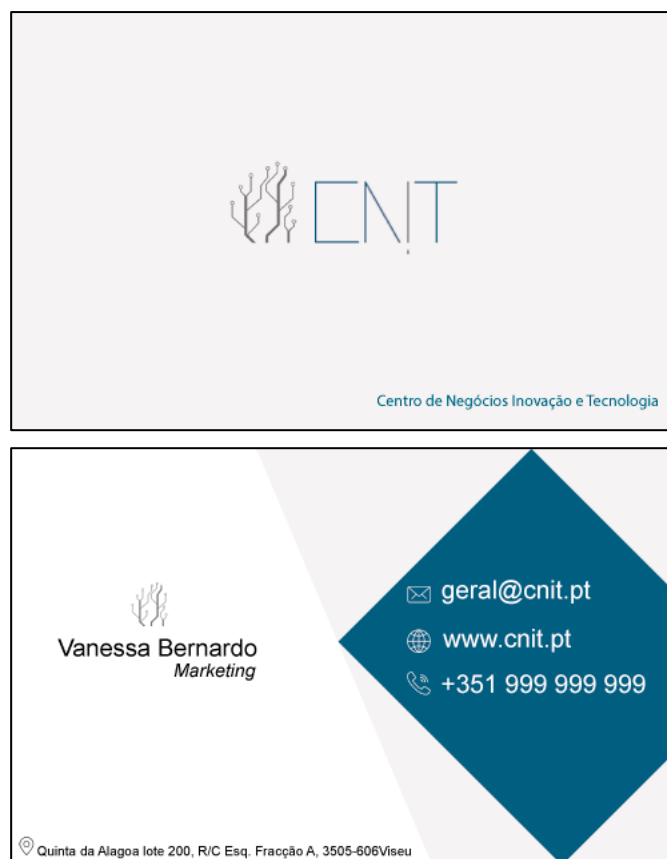 CNIT
Centro de Negócios Inovação e Tecnologia
Vanessa Bernardo
Marketing
geral@cnit.pt
www.cnit.pt
+351 999 999 999
Quinta da Alagoa lote 200, R/C Esq. Fracção A, 3505-606Viseu